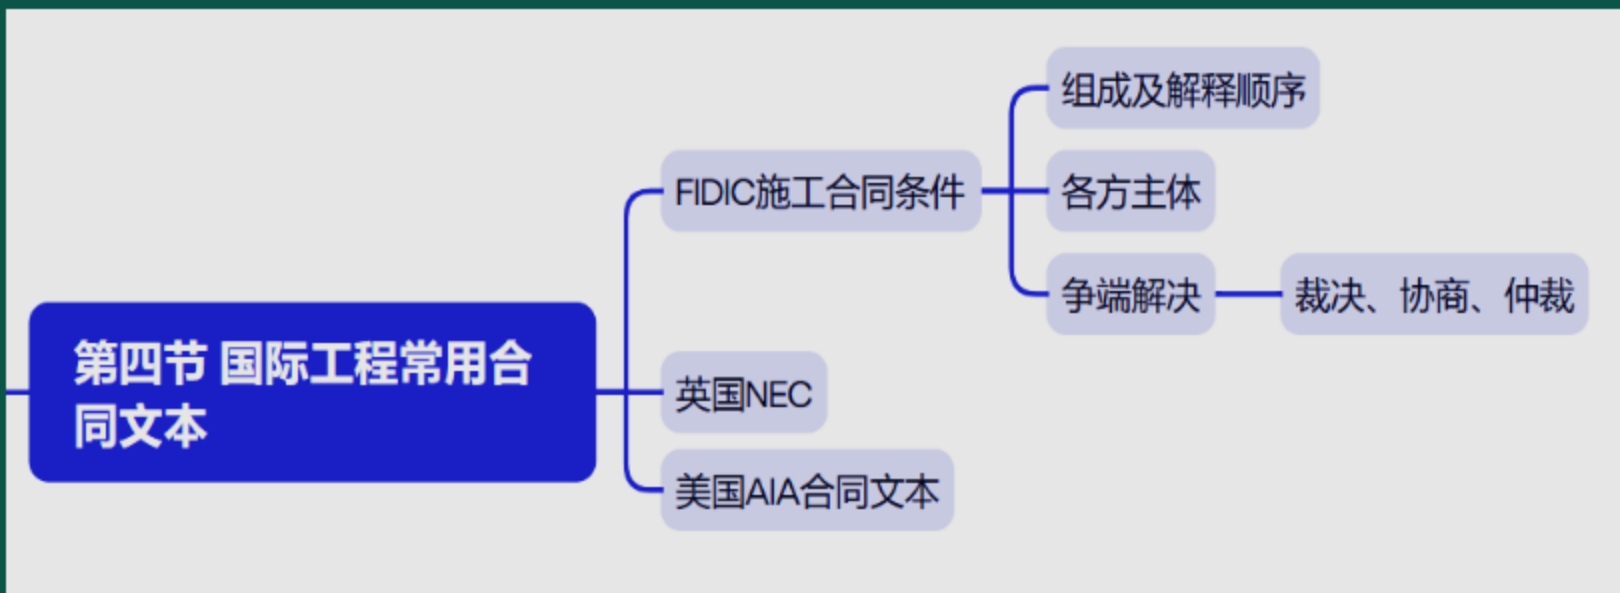 组成及解释顺序
FIDIC施工合同条件
各方主体
争端解决
裁决、协商、仲裁
第四节 国际工程常用合
同文本
英国NEC
美国AIA合同文本